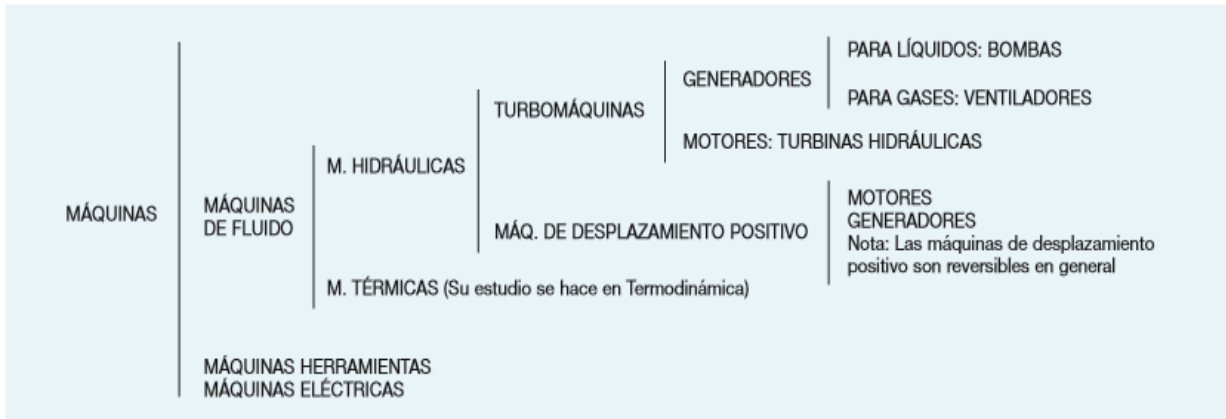 MÁQUINAS
MÁQUINAS
DE FLUIDO
M. HIDRÁULICAS
TURBOMÁQUINAS
GENERADORES
PARA LÍQUIDOS: BOMBAS
PARA GASES: VENTILADORES
MOTORES: TURBINAS HIDRÁULICAS
MÁQ. DE DESPLAZAMIENTO POSITIVO
MOTORES
GENERADORES
Nota: Las máquinas de desplazamiento
positivo son reversibles en general
M. TÉRMICAS (Su estudio se hace en Termodinámica)
MÁQUINAS HERRAMIENTAS
MÁQUINAS ELÉCTRICAS